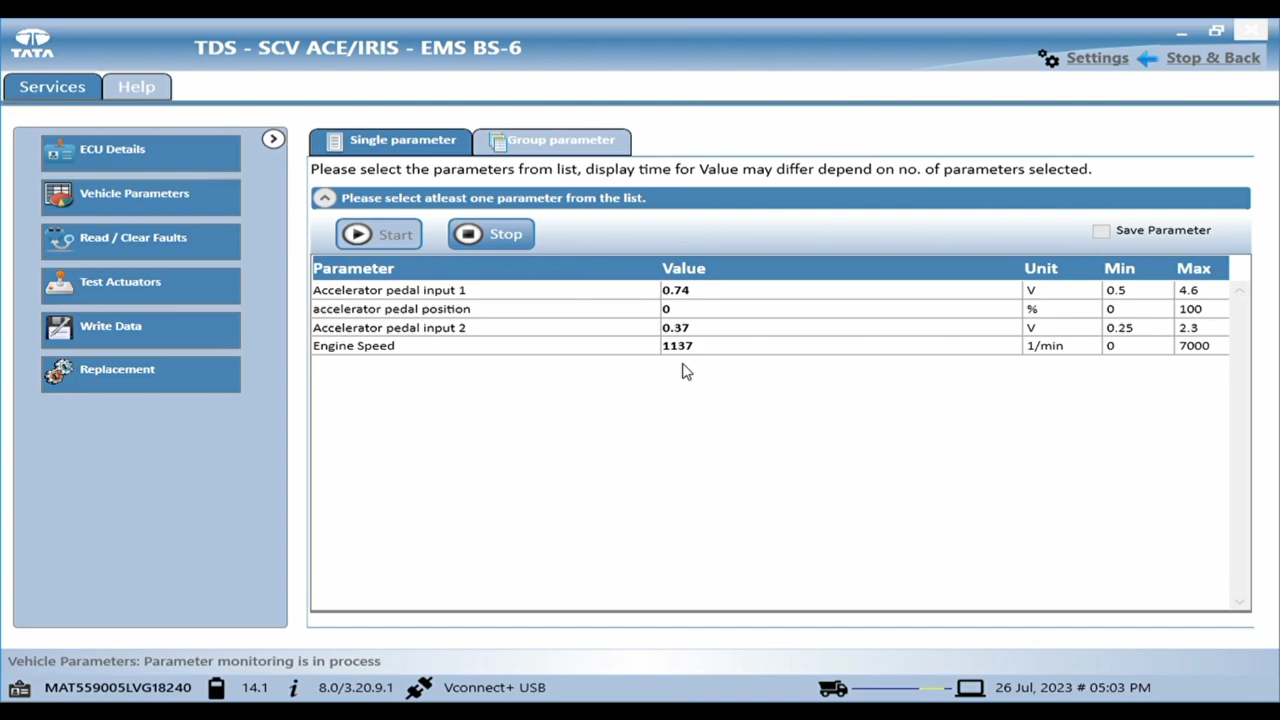 TATA
TDS - SCV ACE/IRIS - EMS BS-6
Settings
Stop & Back
Services
Help
ECU Details
Vehicle Parameters
Read / Clear Faults
Test Actuators
Write Data
Replacement
Single parameter
Group parameter
Please select the parameters from list, display time for Value may differ depend on no. of parameters selected.
Please select atleast one parameter from the list.
Start
Stop
Save Parameter
Parameter Value Unit Min Max
Accelerator pedal input 1 0.74 V 0.5 4.6
accelerator pedal position 0 % 0 100
Accelerator pedal input 2 0.37 V 0.25 2.3
Engine Speed 1137 1/min 0 7000
Vehicle Parameters: Parameter monitoring is in process
MAT559005LVG18240 14.1 8.0/3.20.9.1 Vconnect+ USB 26 Jul, 2023 # 05:03 PM